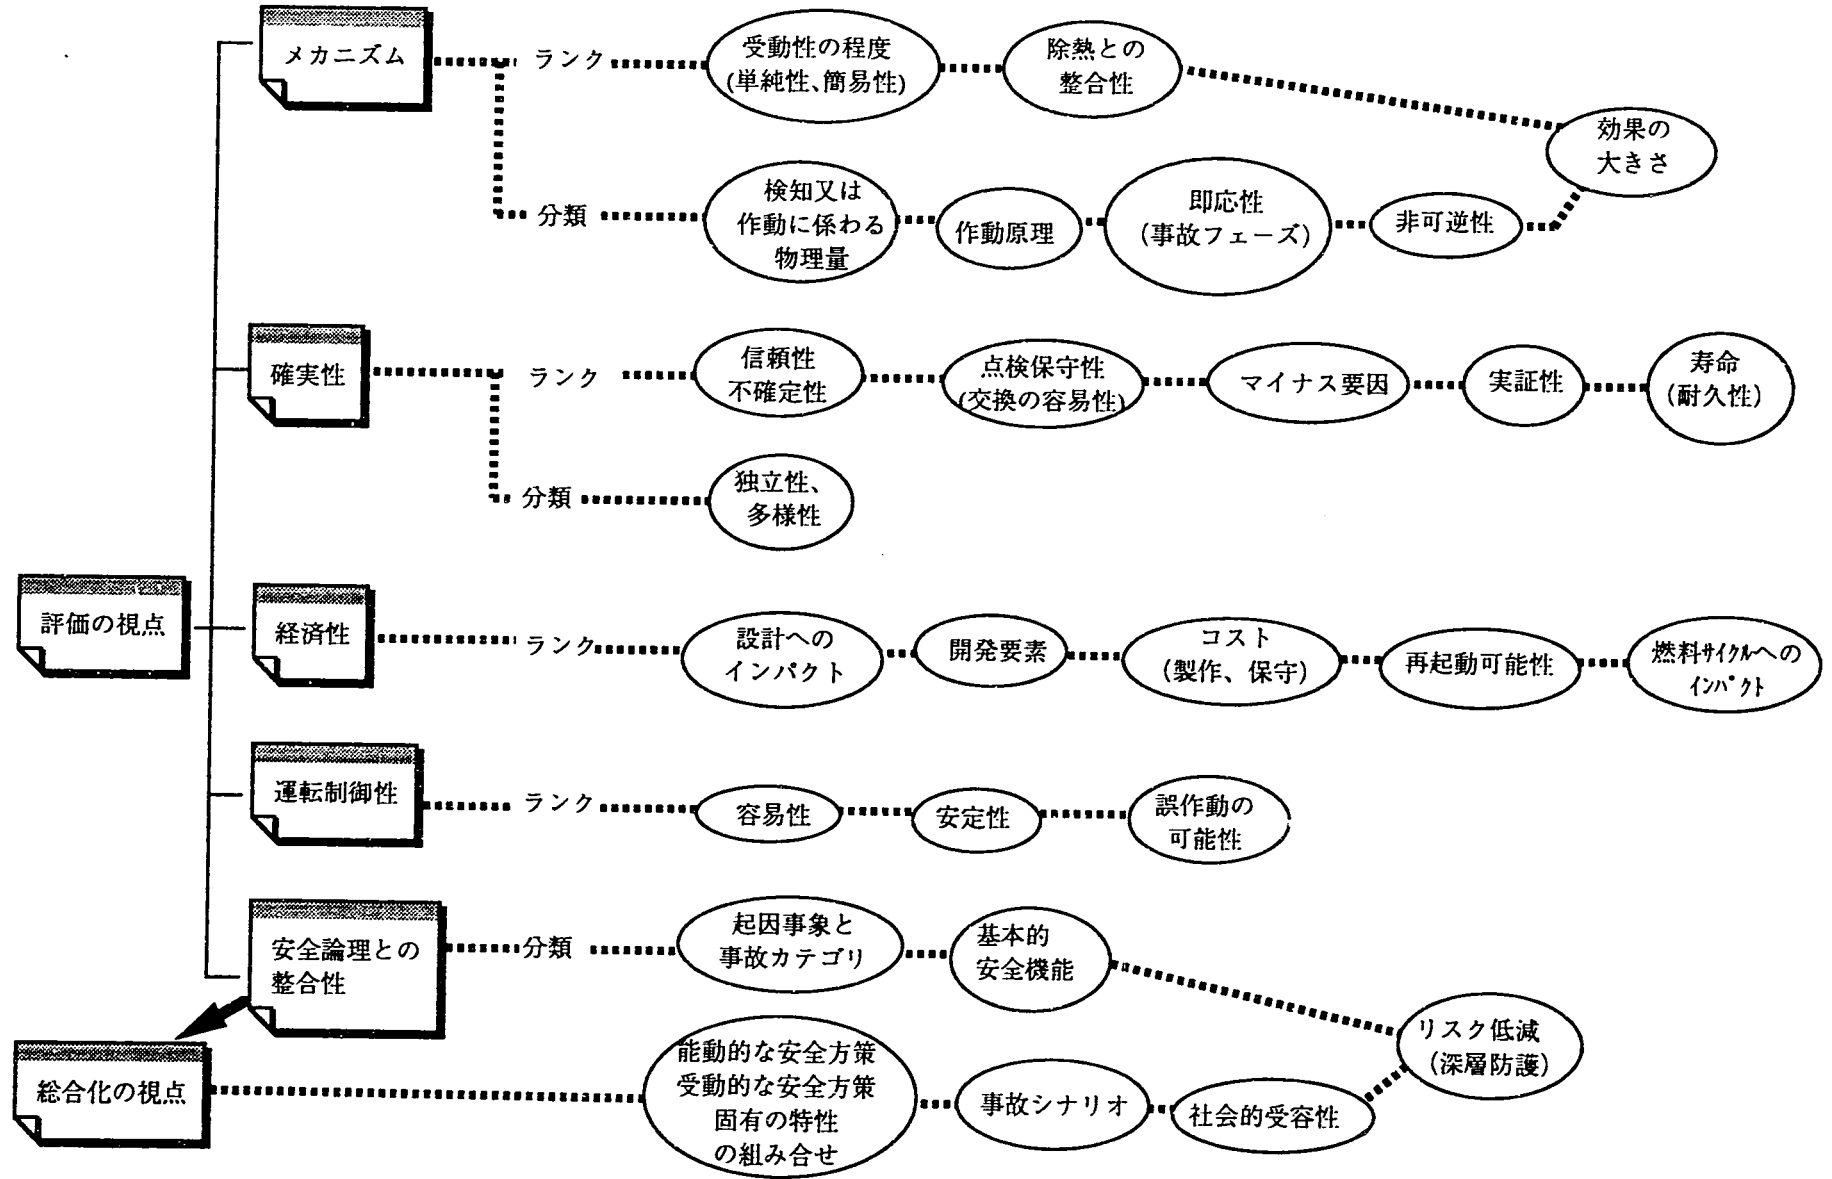 メカニズム
ランク
受動性の程度
(単純性、簡易性)
除熱との
整合性
効果の
大きさ
分類
検知又は
作動に係わる
物理量
作動原理
即応性
(事故フェーズ)
非可逆性
確実性
ランク
信頼性
不確定性
点検保守性
(交換の容易性)
マイナス要因
実証性
寿命
(耐久性)
分類
独立性、
多様性
評価の視点
経済性
ランク
設計への
インパクト
開発要素
コスト
(製作、保守)
再起動可能性
燃料ｻｲｸﾙへの
ｲﾝﾊﾟｸﾄ
運転制御性
ランク
容易性
安定性
誤作動の
可能性
安全論理との
整合性
分類
起因事象と
事故カテゴリ
基本的
安全機能
リスク低減
(深層防護)
総合化の視点
能動的な安全方策
受動的な安全方策
固有の特性
の組み合せ
事故シナリオ
社会的受容性